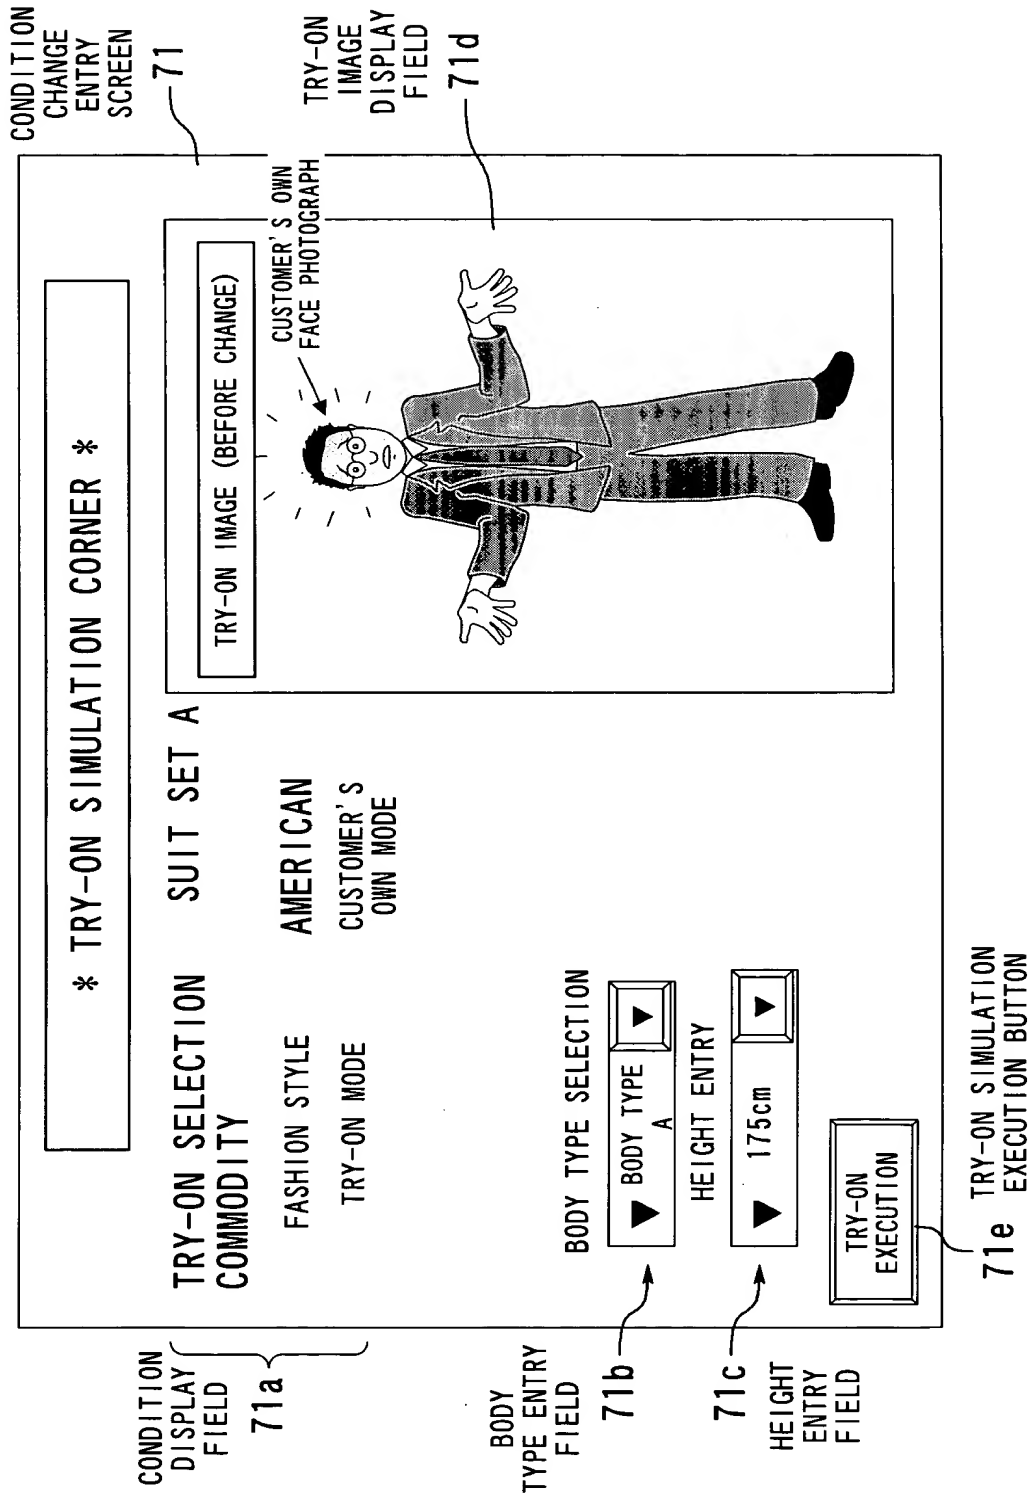 CONDITION
CHANGE
ENTRY
SCREEN
71
* TRY-ON SIMULATION CORNER *
CONDITION
DISPLAY
FIELD
71a
TRY-ON SELECTION
COMMODITY
SUIT SET A
FASHION STYLE
AMERICAN
TRY-ON MODE
CUSTOMER'S
OWN MODE
TRY-ON IMAGE (BEFORE CHANGE)
CUSTOMER'S OWN
FACE PHOTOGRAPH
TRY-ON
IMAGE
DISPLAY
FIELD
71d
BODY
TYPE ENTRY
FIELD
71b
BODY TYPE SELECTION
▼ BODY TYPE
A
▼
HEIGHT ENTRY
▼ 175cm ▼
71c
HEIGHT
ENTRY
FIELD
TRY-ON
EXECUTION
71e
TRY-ON SIMULATION
EXECUTION BUTTON